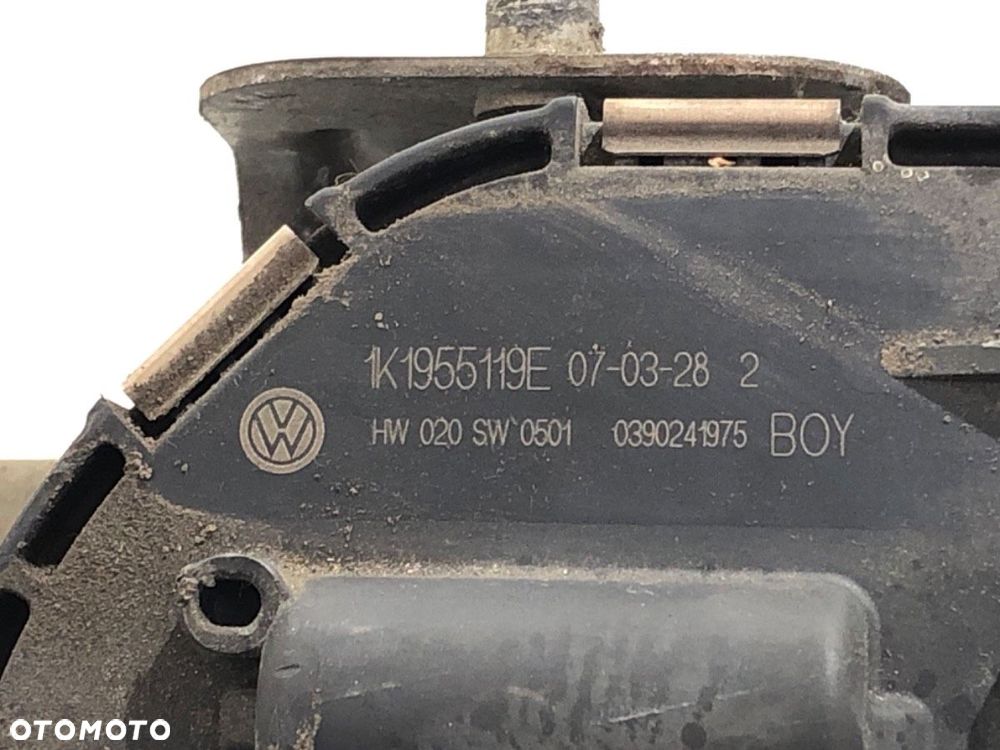 1K1955119E 07-03-28 2
HW 020 SW 0501 0390241975 BOY
OTOMOTO